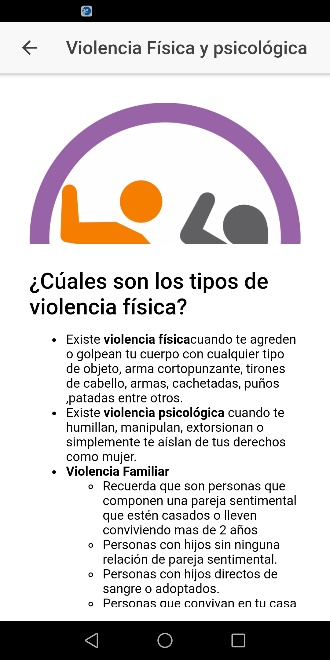 Violencia Física y psicológica
¿Cúales son los tipos de
violencia física?
Existe violencia físicacuando te agreden
o golpean tu cuerpo con cualquier tipo
de objeto, arma cortopunzante, tirones
de cabello, armas, cachetadas, puños
,patadas entre otros.
Existe violencia psicológica cuando te
humillan, manipulan, extorsionan o
simplemente te aislan de tus derechos
como mujer.
Violencia Familiar
Recuerda que son personas que
componen una pareja sentimental
que estén casados o lleven
conviviendo mas de 2 años
Personas con hijos sin ninguna
relación de pareja sentimental.
Personas con hijos directos de
sangre o adoptados.
Personas que convivan en tu casa